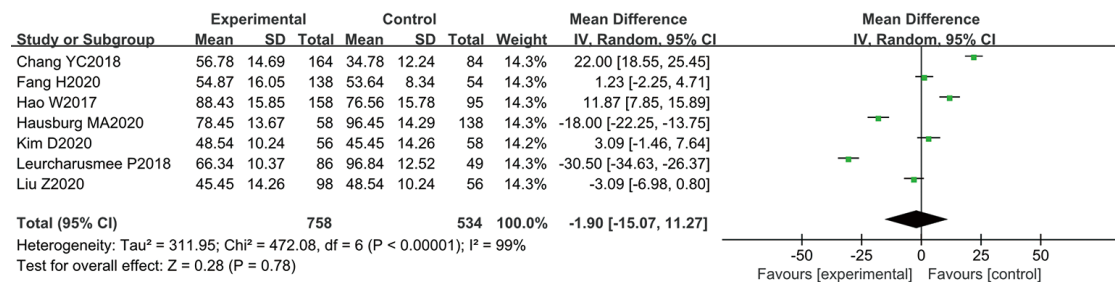 Experimental Control Mean Difference Mean Difference
Study or Subgroup Mean SD Total Mean SD Total Weight IV, Random, 95% CI IV, Random, 95% CI
Chang YC2018 56.78 14.69 164 34.78 12.24 84 14.3% 22.00 [18.55, 25.45]
Fang H2020 54.87 16.05 138 53.64 8.34 54 14.3% 1.23 [-2.25, 4.71]
Hao W2017 88.43 15.85 158 76.56 15.78 95 14.3% 11.87 [7.85, 15.89]
Hausburg MA2020 78.45 13.67 58 96.45 14.29 138 14.3% -18.00 [-22.25, -13.75]
Kim D2020 48.54 10.24 56 45.45 14.26 58 14.2% 3.09 [-1.46, 7.64]
Leurcharusmee P2018 66.34 10.37 86 96.84 12.52 49 14.3% -30.50 [-34.63, -26.37]
Liu Z2020 45.45 14.26 98 48.54 10.24 56 14.3% -3.09 [-6.98, 0.80]
Total (95% CI) 758 534 100.0% -1.90 [-15.07, 11.27]
Heterogeneity: Tau² = 311.95; Chi² = 472.08, df = 6 (P < 0.00001); I² = 99%
Test for overall effect: Z = 0.28 (P = 0.78)
-50 -25 0 25 50
Favours [experimental] Favours [control]